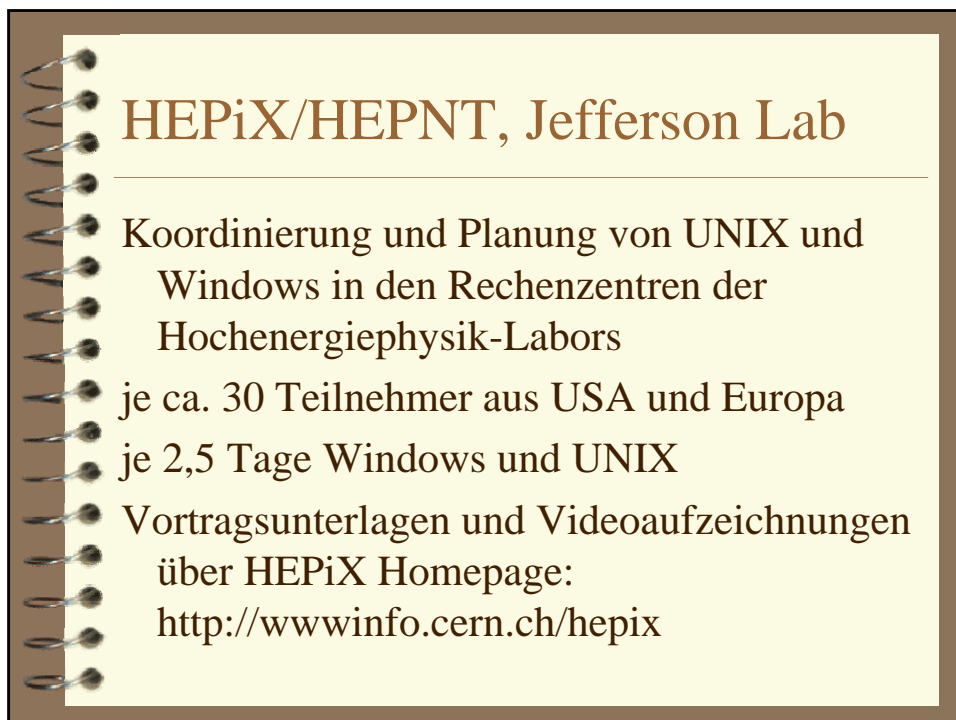 HEPiX/HEPNT, Jefferson Lab
Koordinierung und Planung von UNIX und
Windows in den Rechenzentren der
Hochenergiephysik-Labors
je ca. 30 Teilnehmer aus USA und Europa
je 2,5 Tage Windows und UNIX
Vortragsunterlagen und Videoaufzeichnungen
über HEPiX Homepage:
http://wwwinfo.cern.ch/hepix